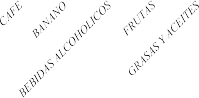 CAFE
BANANO
BEBIDAS ALCOHOLICOS
FRUTAS
GRASAS Y ACEITES